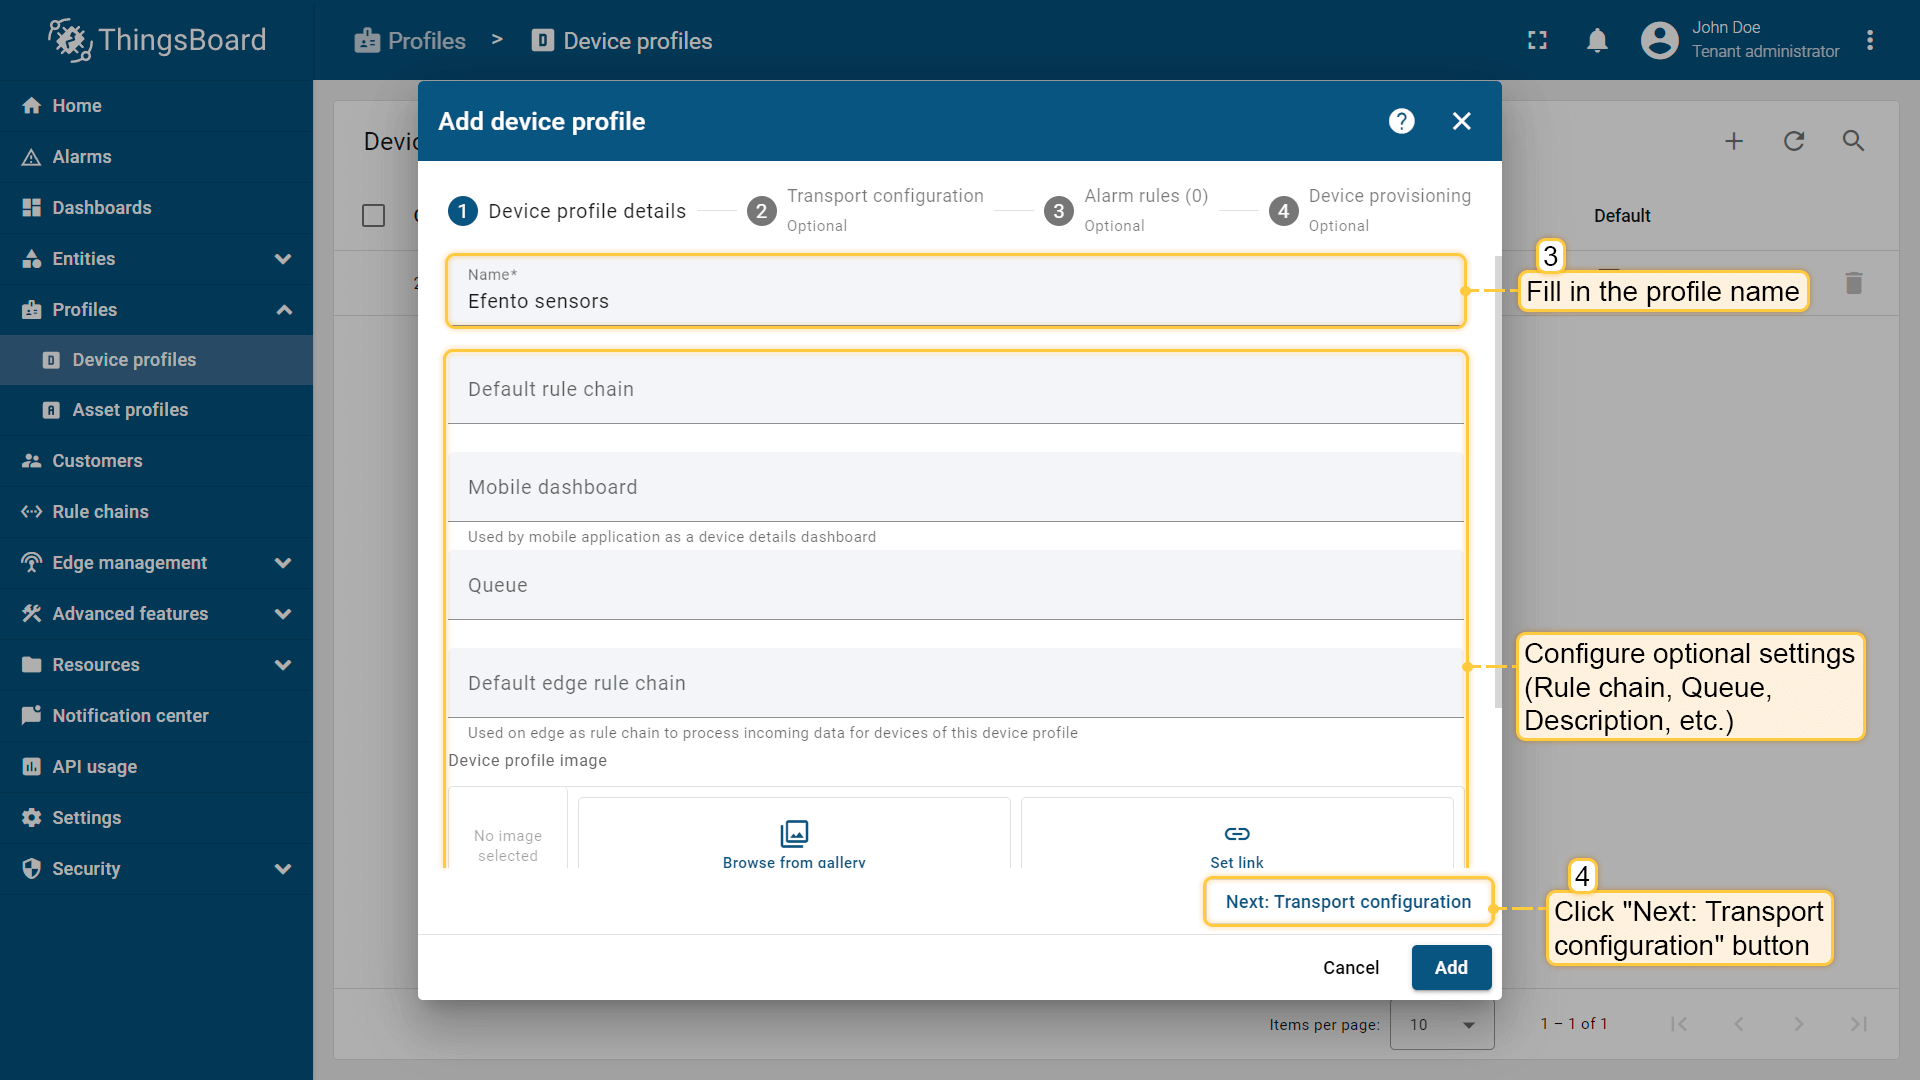 ThingsBoard
Profiles > Device profiles
John Doe
Tenant administrator
Home
Alarms
Dashboards
Entities
Profiles
Device profiles
Asset profiles
Customers
Rule chains
Edge management
Advanced features
Resources
Notification center
API usage
Settings
Security
Add device profile
?
1 Device profile details
2 Transport configuration
Optional
3 Alarm rules (0)
Optional
4 Device provisioning
Optional
Default
Name*
Efento sensors
3
Fill in the profile name
Default rule chain
Mobile dashboard
Used by mobile application as a device details dashboard
Queue
Default edge rule chain
Used on edge as rule chain to process incoming data for devices of this device profile
Configure optional settings
(Rule chain, Queue,
Description, etc.)
Device profile image
No image
selected
Browse from gallery
Set link
Next: Transport configuration
4
Click "Next: Transport
configuration" button
Cancel
Add
Items per page:
10
1 – 1 of 1